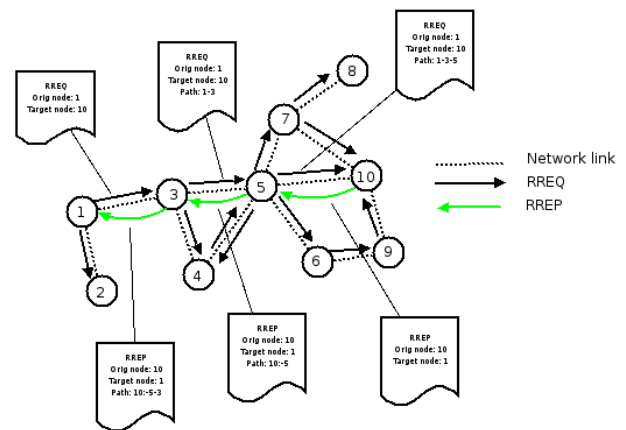 RREQ
Orig node: 1
Target node: 10
Path: 1-3-5
RREQ
Orig node: 1
Target node: 10
Path: 1-3
RREQ
Orig node: 1
Target node: 10
8
7
Network link
RREQ
RREP
10
5
3
1
9
6
4
2
RREP
Orig node: 10
Target node: 1
Path: 10:-5-3
RREP
Orig node: 10
Target node: 1
Path: 10:-5
RREP
Orig node: 10
Target node: 1